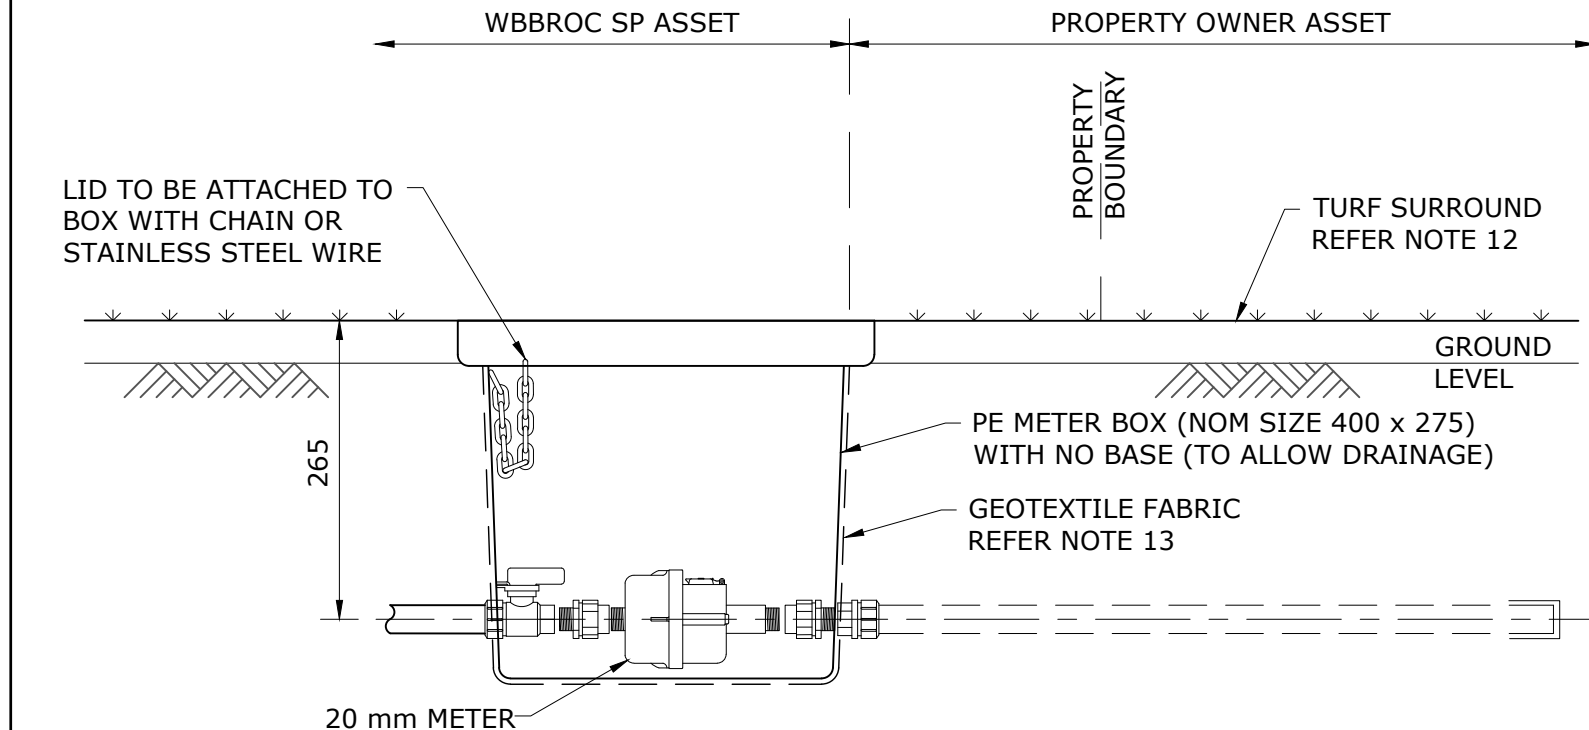 WBBROC SP ASSET
PROPERTY OWNER ASSET
PROPERTY
BOUNDARY
LID TO BE ATTACHED TO
BOX WITH CHAIN OR
STAINLESS STEEL WIRE
TURF SURROUND
REFER NOTE 12
GROUND
LEVEL
265
PE METER BOX (NOM SIZE 400 x 275)
WITH NO BASE (TO ALLOW DRAINAGE)
GEOTEXTILE FABRIC
REFER NOTE 13
20 mm METER